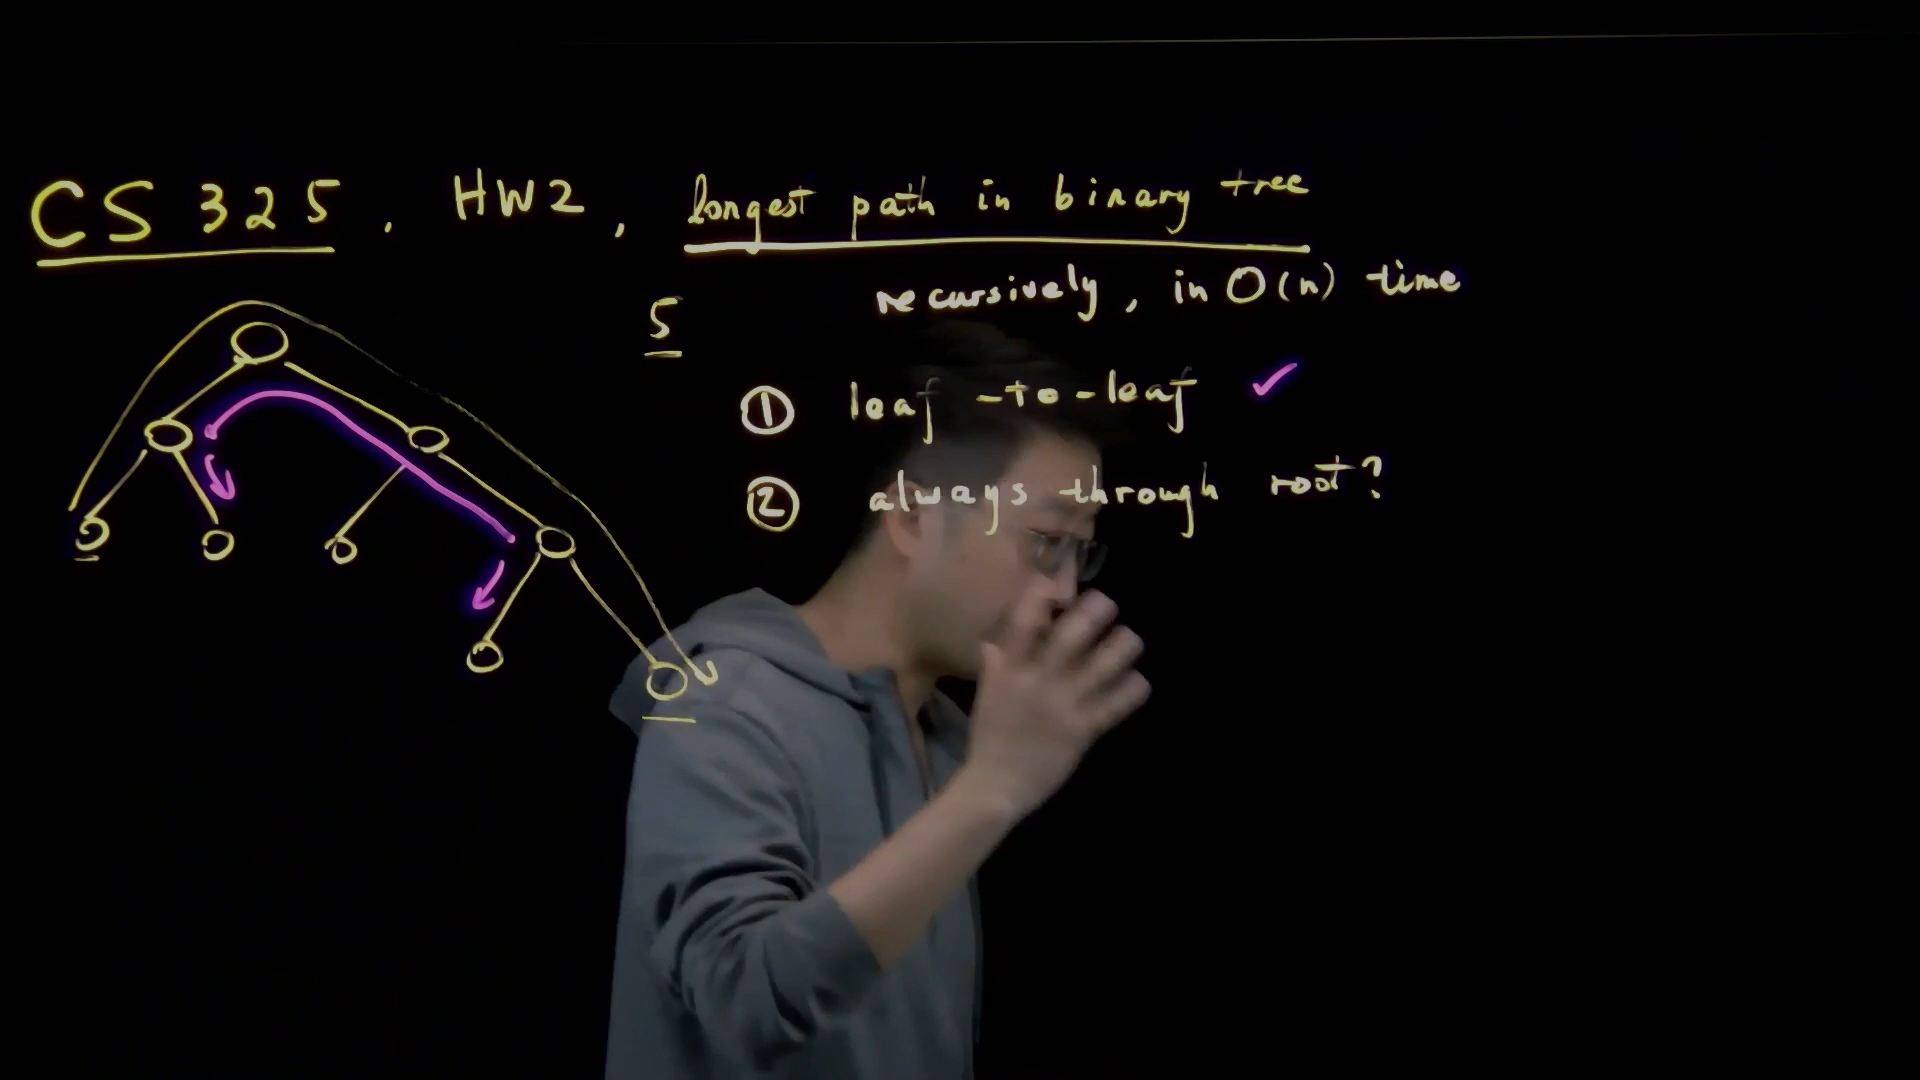 CS 325, HW2, longest path in binary tree
recursively, in O(n) time
5
① leaf-to-leaf ✓
② always through root?